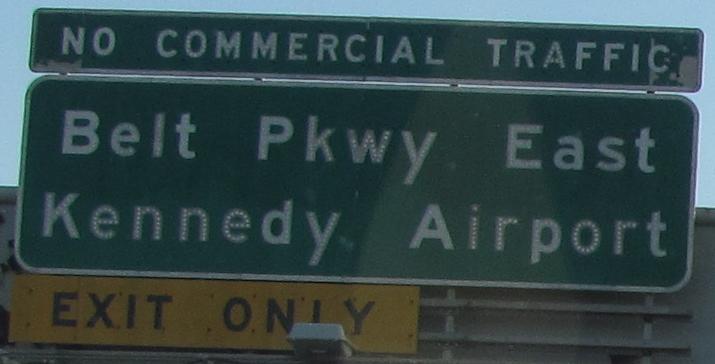 NO COMMERCIAL TRAFFIC
Belt Pkwy East
Kennedy Airport
EXIT ONLY